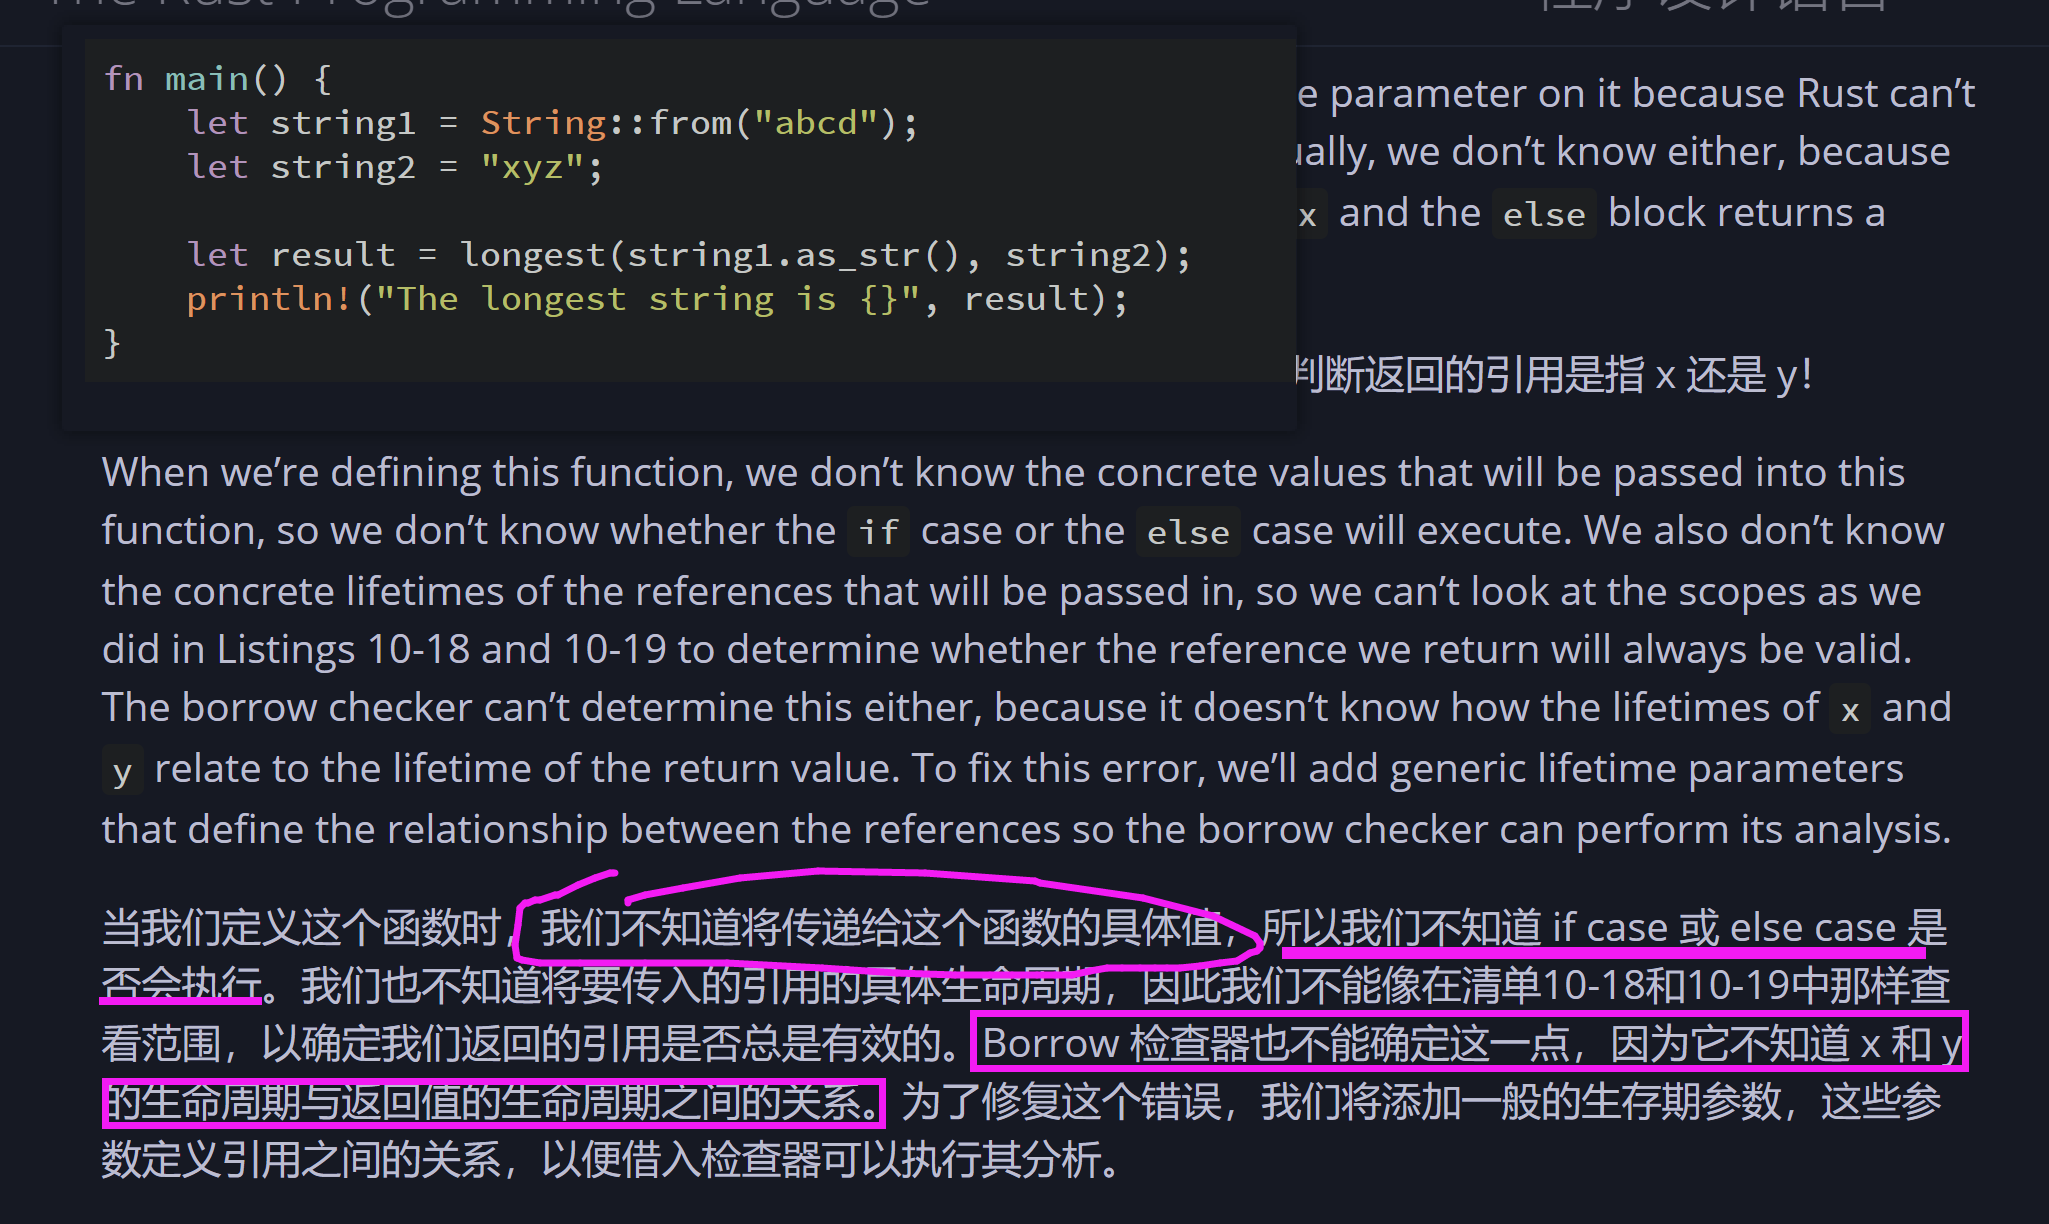 The Rust Programming Language
程序设计语言
fn main() {
let string1 = String::from("abcd");
let string2 = "xyz";
let result = longest(string1.as_str(), string2);
println!("The longest string is {}", result);
}
parameter on it because Rust can’t
we don’t know either, because
x and the else block returns a
判断返回的引用是指 x 还是 y!
When we’re defining this function, we don’t know the concrete values that will be passed into this
function, so we don’t know whether the if case or the else case will execute. We also don’t know
the concrete lifetimes of the references that will be passed in, so we can’t look at the scopes as we
did in Listings 10-18 and 10-19 to determine whether the reference we return will always be valid.
The borrow checker can’t determine this either, because it doesn’t know how the lifetimes of x and
y relate to the lifetime of the return value. To fix this error, we’ll add generic lifetime parameters
that define the relationship between the references so the borrow checker can perform its analysis.
当我们定义这个函数时，我们不知道将传递给这个函数的具体值，所以我们不知道 if case 或 else case 是
否会执行。我们也不知道将要传入的引用的具体生命周期，因此我们不能像在清单10-18和10-19中那样查
看范围，以确定我们返回的引用是否总是有效的。Borrow 检查器也不能确定这一点，因为它不知道 x 和 y
的生命周期与返回值的生命周期之间的关系。为了修复这个错误，我们将添加一般的生存期参数，这些参
数定义引用之间的关系，以便借入检查器可以执行其分析。